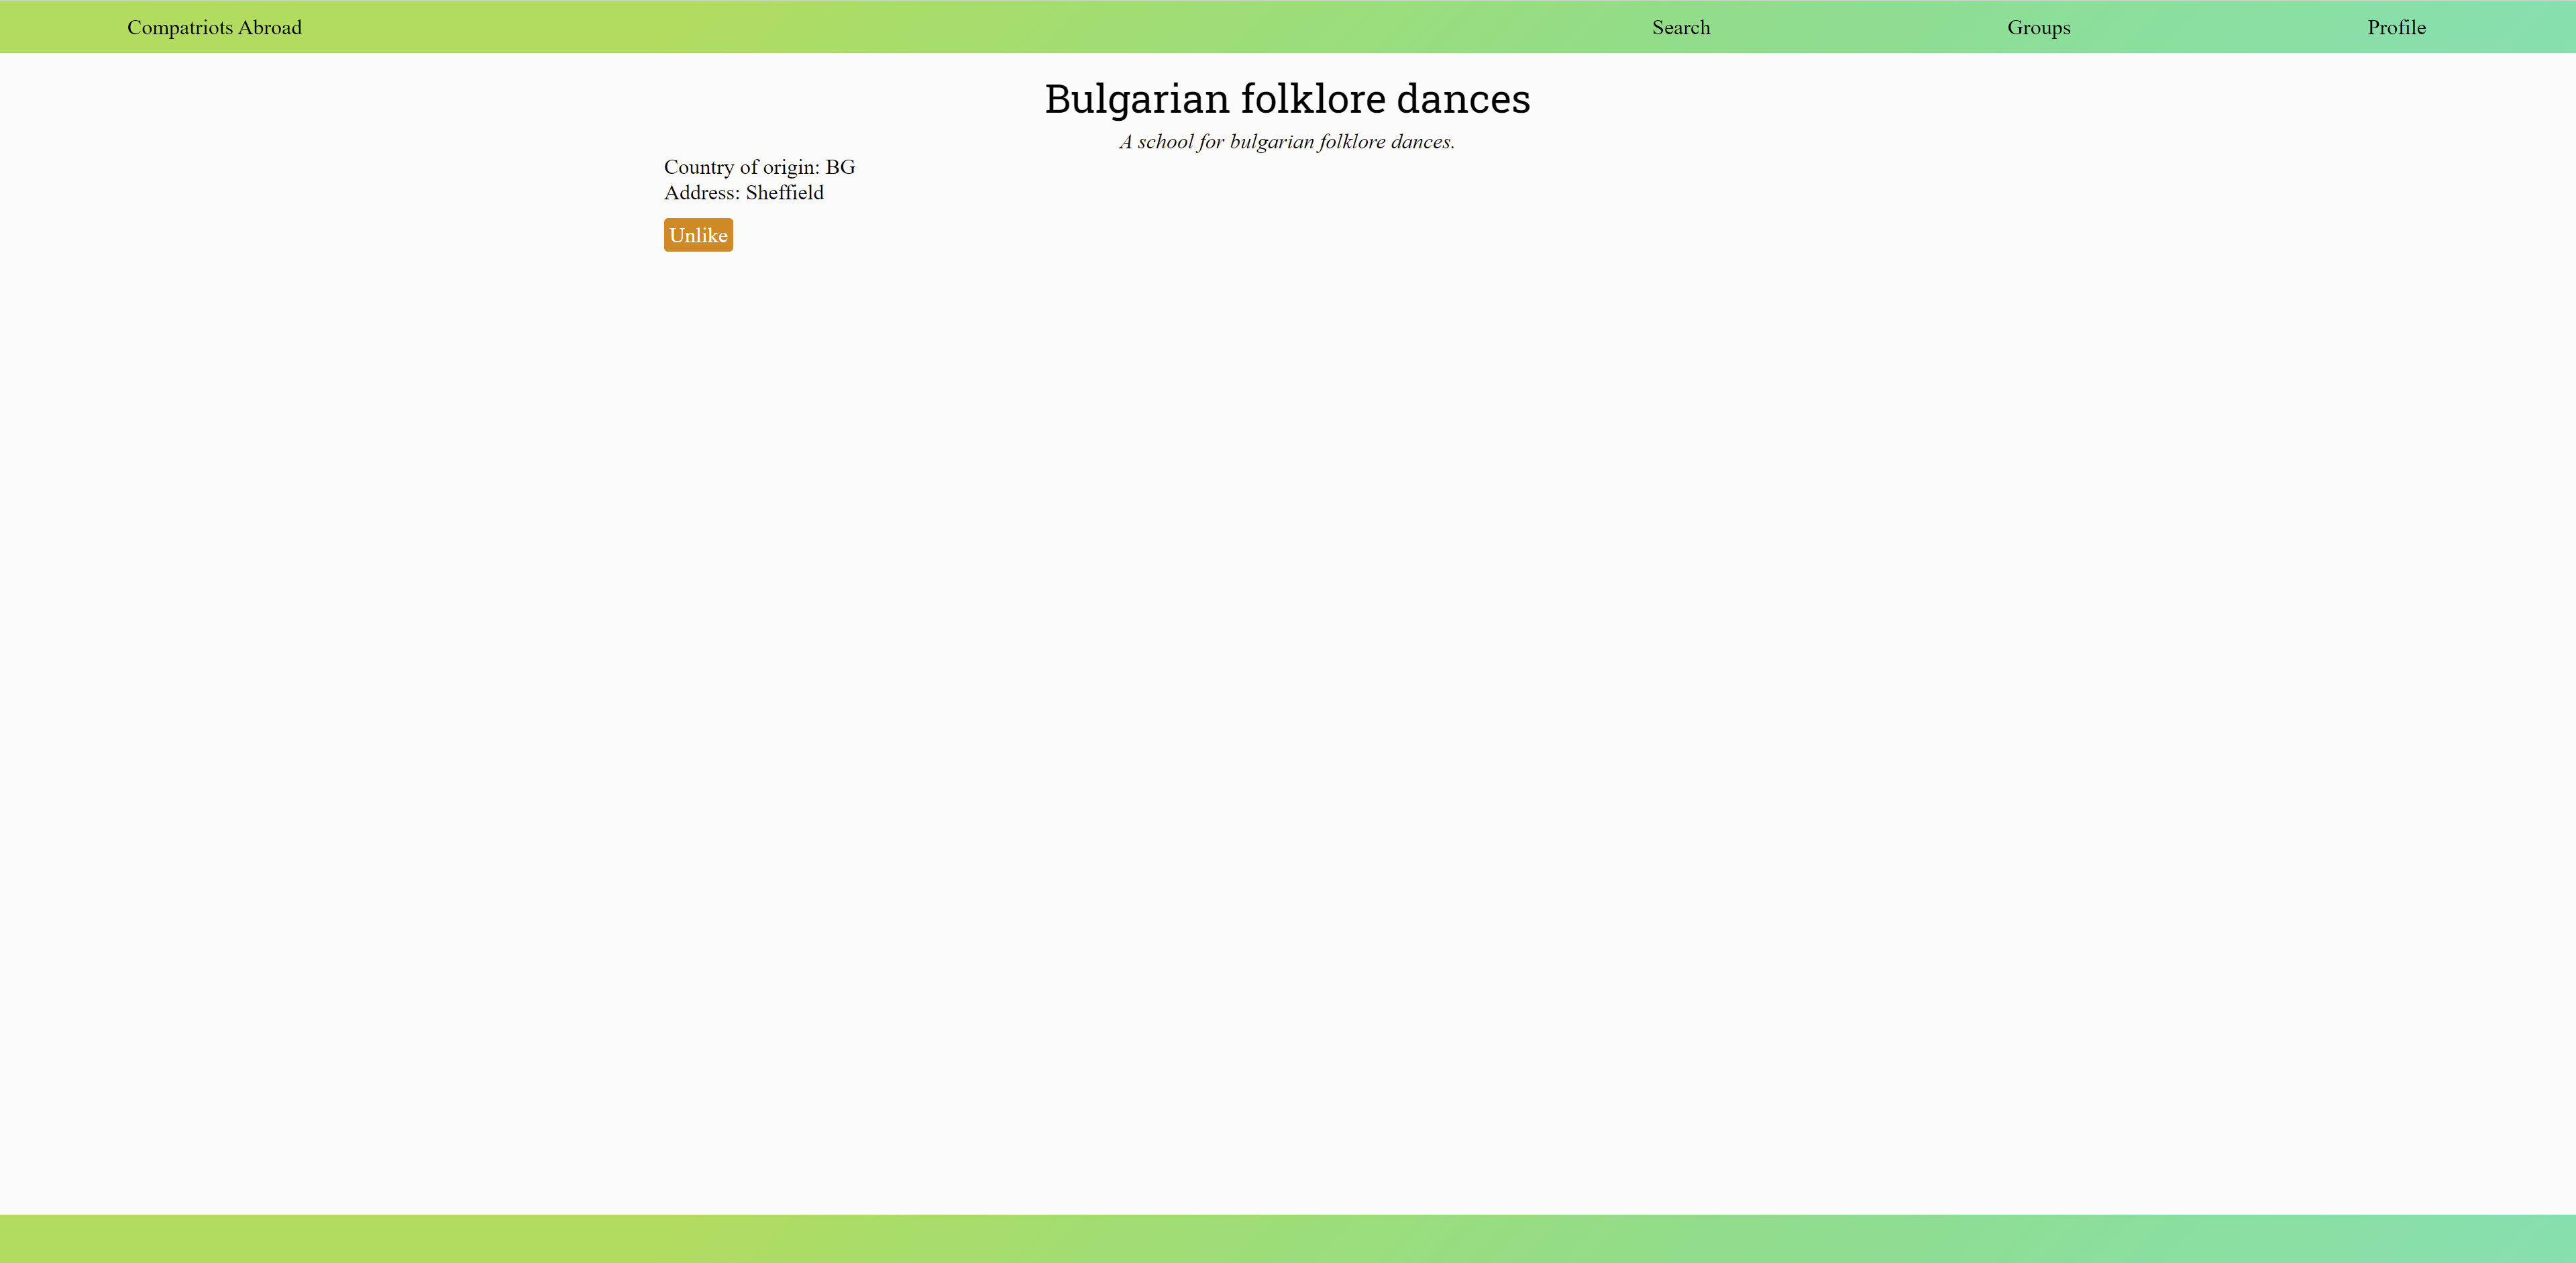 Compatriots Abroad Search Groups Profile
Bulgarian folklore dances
A school for bulgarian folklore dances.
Country of origin: BG
Address: Sheffield
Unlike